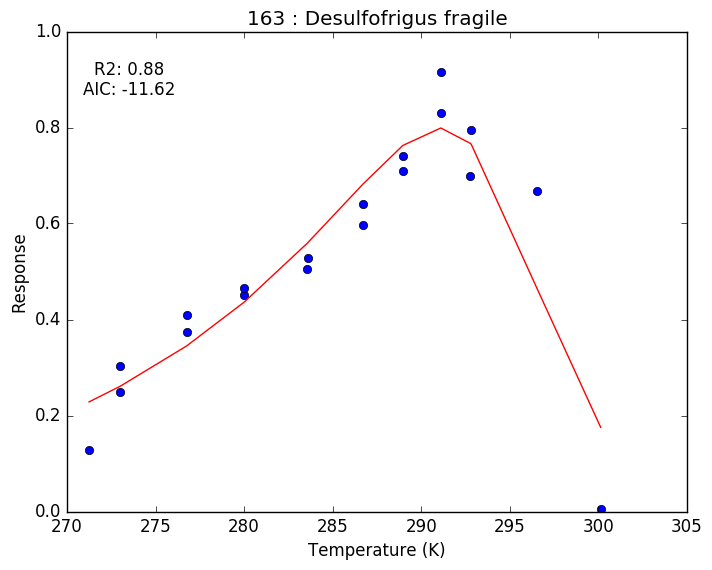 163 : Desulfofrigus fragile
R2: 0.88
AIC: -11.62
1.0
0.8
0.6
0.4
0.2
0.0
Response
270 275 280 285 290 295 300 305
Temperature (K)